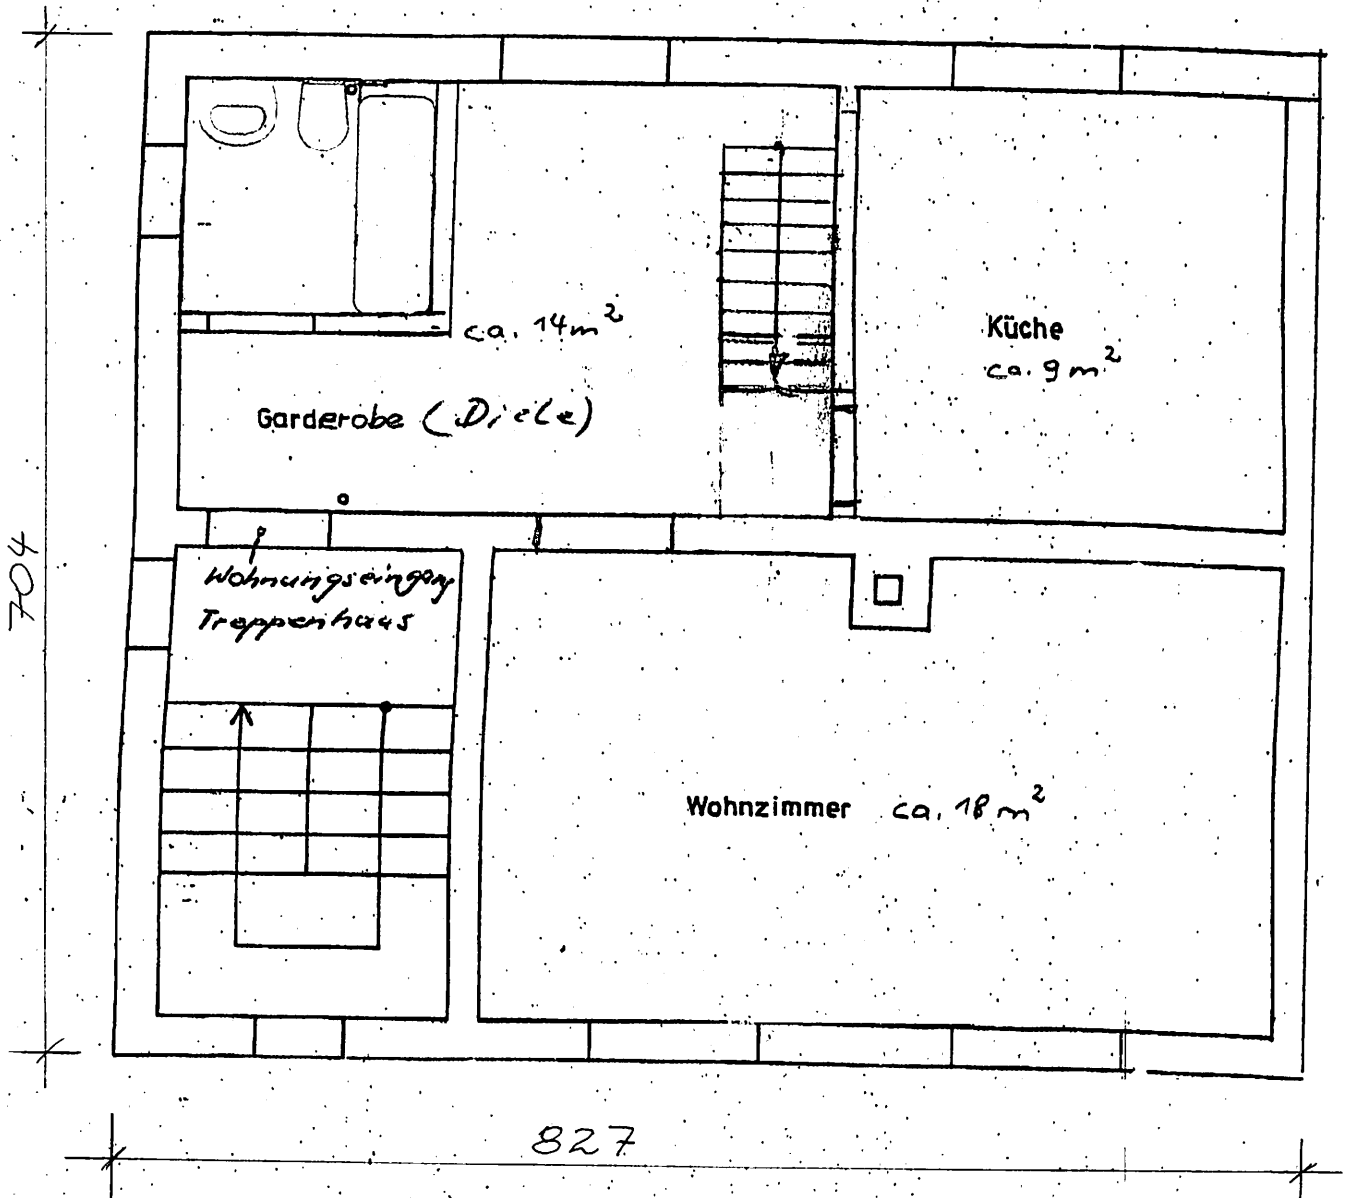 ca. 14m²
Küche
ca. 9m²
Garderobe (Diele)
Wohnungseingang
Treppenhaus
704
Wohnzimmer ca. 18m²
827